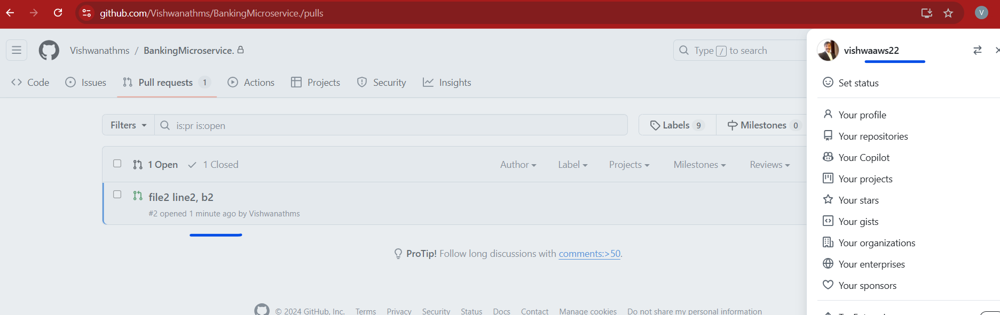 github.com/Vishwanathms/BankingMicroservice./pulls
V
Vishwanathms / BankingMicroservice.
Type / to search
vishwaaws22
Code
Issues
Pull requests 1
Actions
Projects
Security
Insights
Set status
Filters
is:pr is:open
Labels 9
Milestones 0
Your profile
Your repositories
Your Copilot
Your projects
Your stars
Your gists
Your organizations
Your enterprises
Your sponsors
1 Open
1 Closed
Author
Label
Projects
Milestones
Reviews
file2 line2, b2
#2 opened 1 minute ago by Vishwanathms
ProTip! Follow long discussions with comments:>50.
© 2024 GitHub, Inc. Terms Privacy Security Status Docs Contact Manage cookies Do not share my personal information